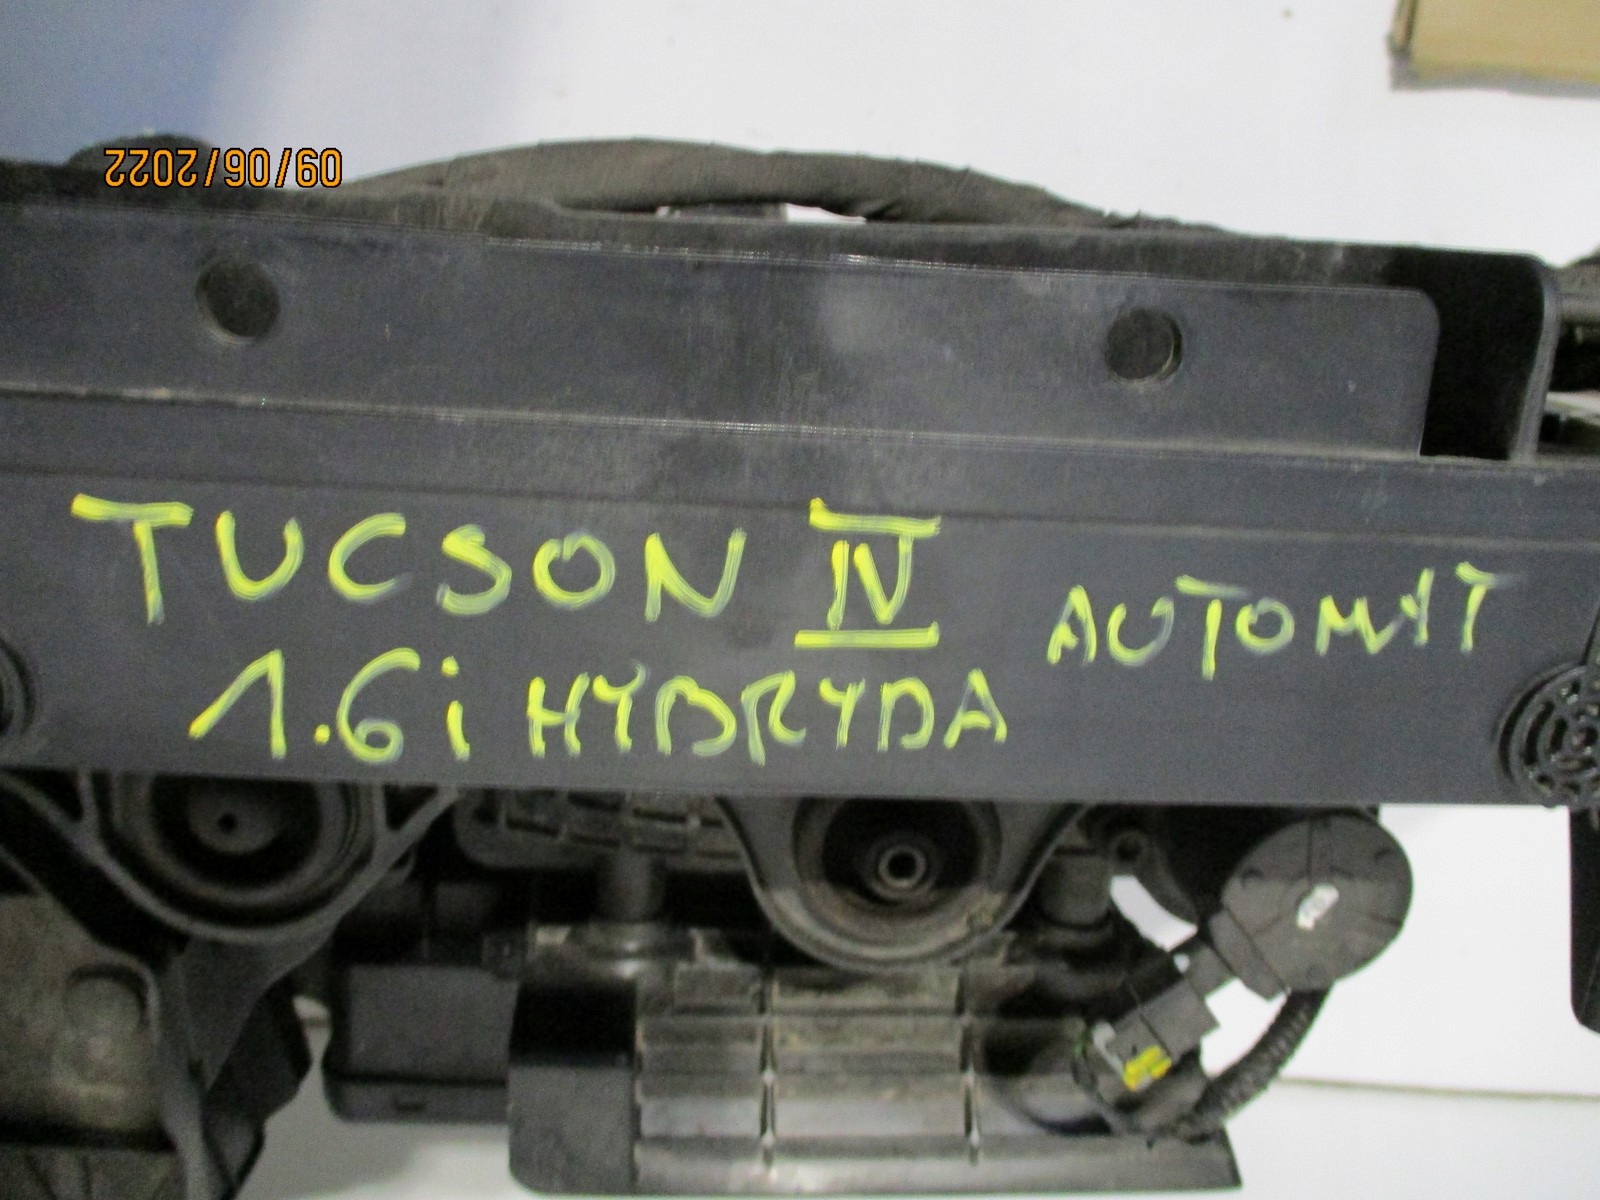 09/06/2022
TUCSON IV AUTOMAT
1.6i HYBRYDA